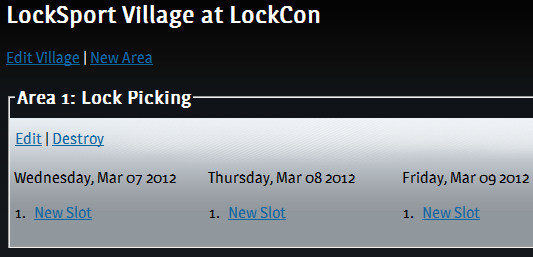 LockSport Village at LockCon
Edit Village | New Area
Area 1: Lock Picking
Edit | Destroy
Wednesday, Mar 07 2012 Thursday, Mar 08 2012 Friday, Mar 09 2012
1. New Slot 1. New Slot 1. New Slot